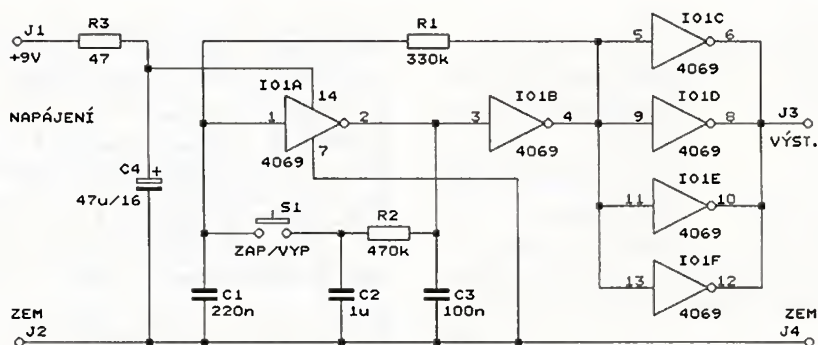 J1
+9V
NAPÁJENÍ
R3
47
C4
+
47u/16
R1
330k
IO1A
1
14
2
7
4069
S1
ZAP/VYP
R2
470k
C1
220n
C2
1u
C3
100n
IO1B
3
4
4069
IO1C
5
6
4069
IO1D
9
8
4069
IO1E
11
10
4069
IO1F
13
12
4069
J3
VÝST.
ZEM
J2
ZEM
J4